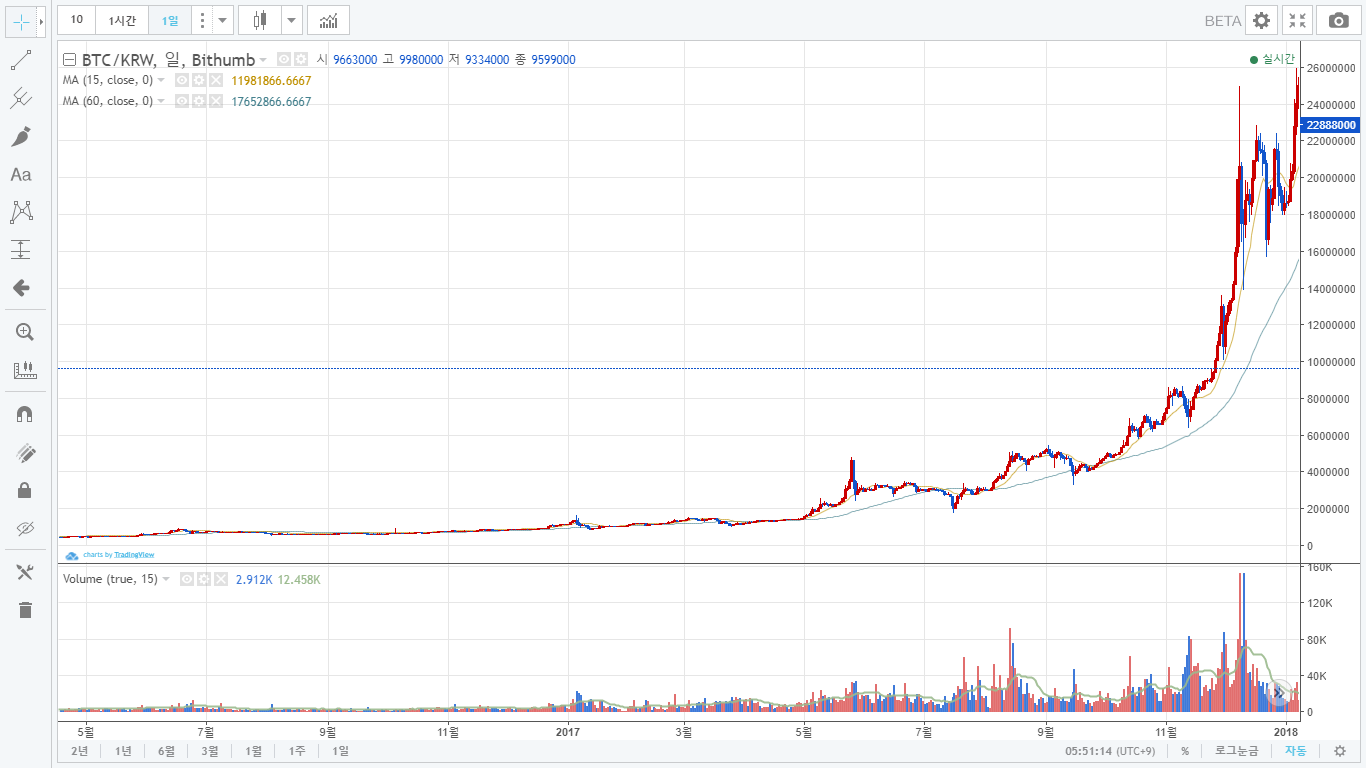 10 1시간 1일 BETA
BTC/KRW, 일, Bithumb 시 9663000 고 9980000 저 9334000 종 9599000 실시간
MA (15, close, 0) 11981866.6667
MA (60, close, 0) 17652866.6667
Aa
26000000
24000000
22888000
22000000
20000000
18000000
16000000
14000000
12000000
10000000
8000000
6000000
4000000
2000000
0
charts by TradingView
Volume (true, 15) 2.912K 12.458K
160K
120K
80K
40K
0
5월 7월 9월 11월 2017 3월 5월 7월 9월 11월 2018
2년 1년 6월 3월 1월 1주 1일 05:51:14 (UTC+9) % 로그눈금 자동